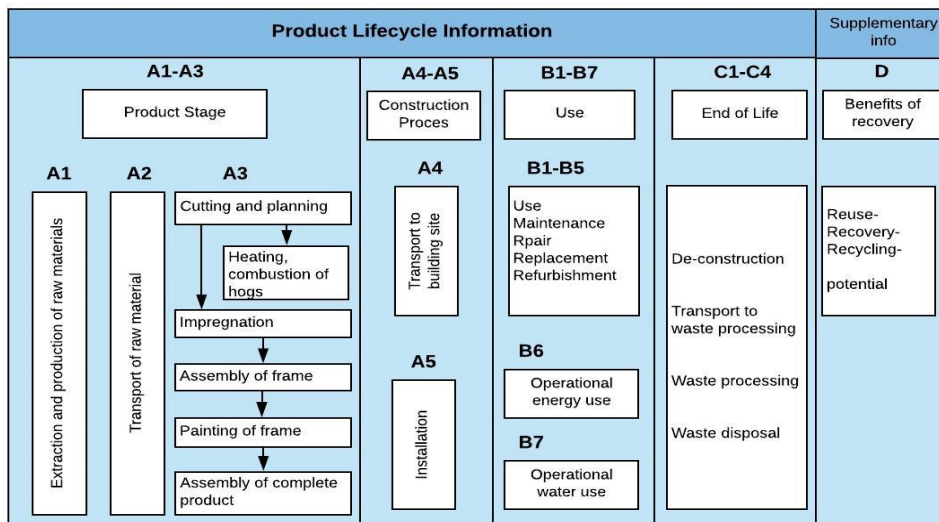 Product Lifecycle Information
Supplementary
info
A1-A3
Product Stage
A4-A5
Construction
Proces
B1-B7
Use
C1-C4
End of Life
D
Benefits of
recovery
A1
Extraction and production of raw materials
A2
Transport of raw material
A3
Cutting and planning
Heating,
combustion of
hogs
Impregnation
Assembly of frame
Painting of frame
Assembly of complete
product
A4
Transport to
building site
A5
Installation
B1-B5
Use
Maintenance
Rpair
Replacement
Refurbishment
B6
Operational
energy use
B7
Operational
water use
De-construction
Transport to
waste processing
Waste processing
Waste disposal
Reuse-
Recovery-
Recycling-
potential